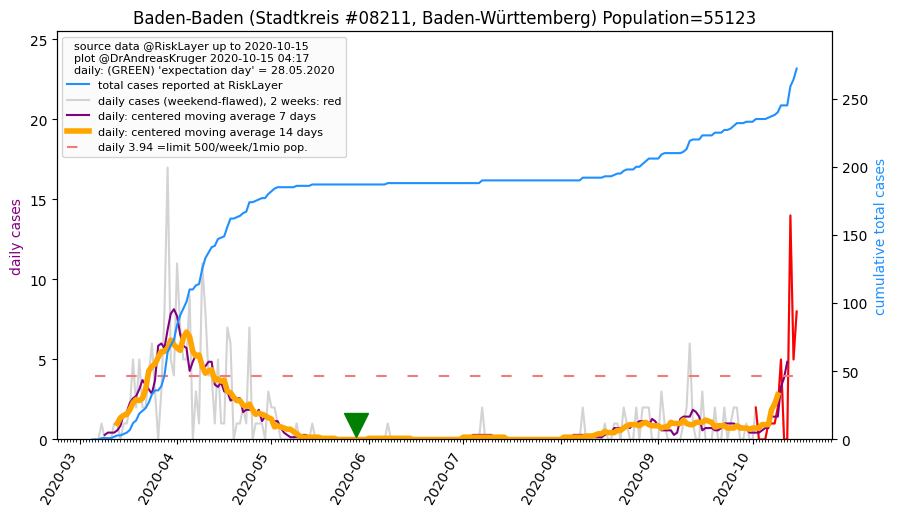 Baden-Baden (Stadtkreis #08211, Baden-Württemberg) Population=55123
source data @RiskLayer up to 2020-10-15
plot @DrAndreasKruger 2020-10-15 04:17
daily: (GREEN) 'expectation day' = 28.05.2020
total cases reported at RiskLayer
daily cases (weekend-flawed), 2 weeks: red
daily: centered moving average 7 days
daily: centered moving average 14 days
daily 3.94 =limit 500/week/1mio pop.
daily cases
25
20
15
10
5
0
cumulative total cases
250
200
150
100
50
0
2020-03
2020-04
2020-05
2020-06
2020-07
2020-08
2020-09
2020-10